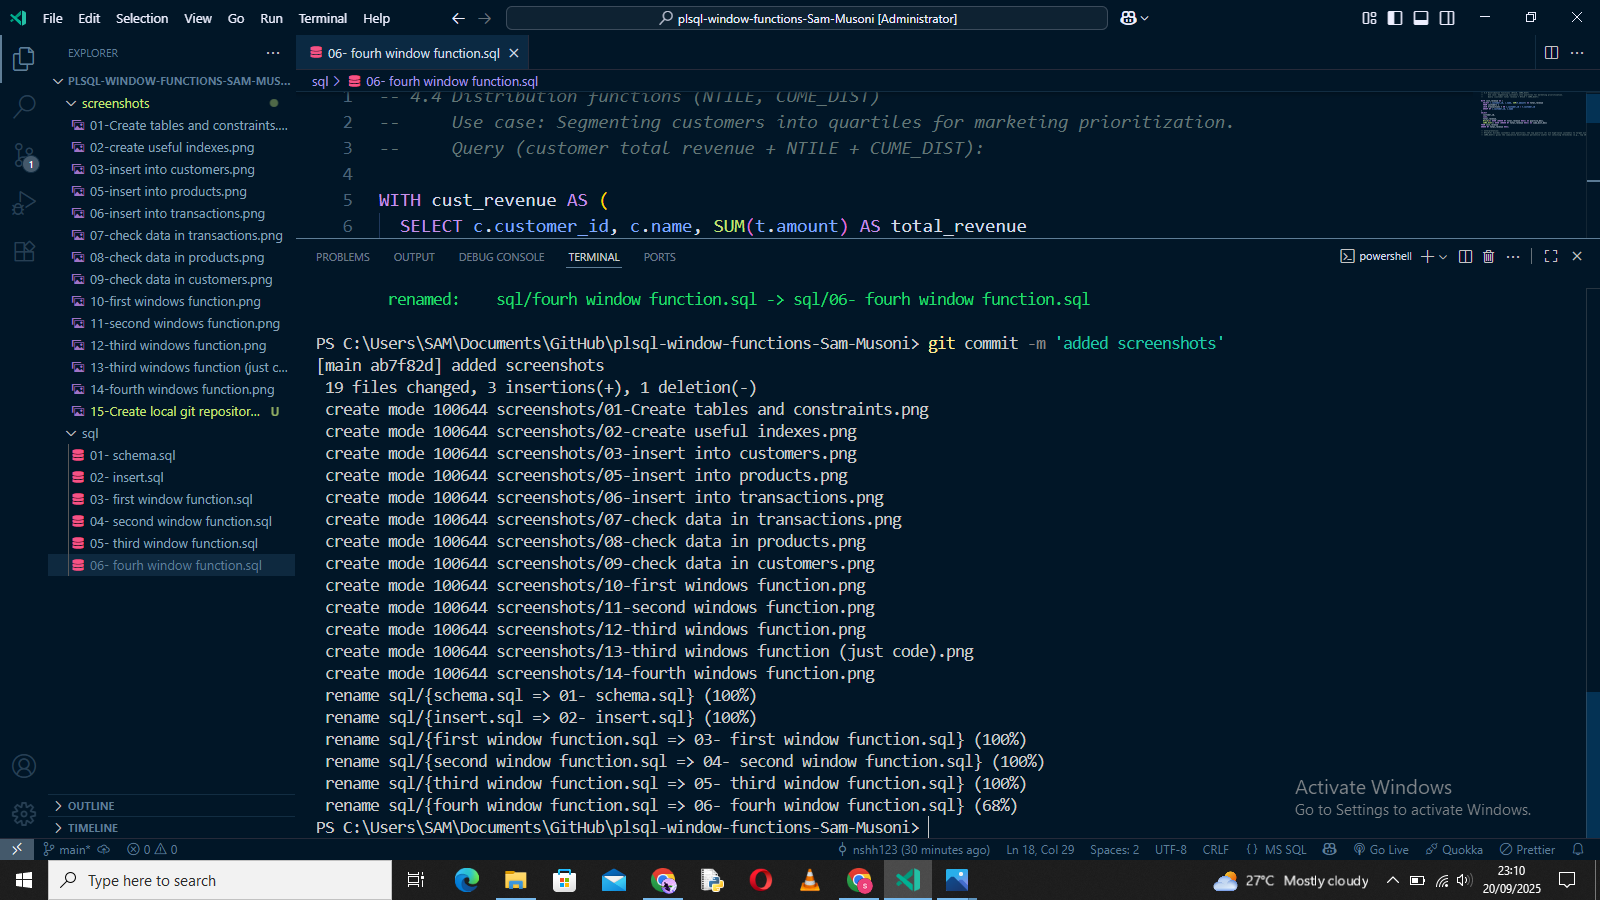 File Edit Selection View Go Run Terminal Help
plsql-window-functions-Sam-Musoni [Administrator]
EXPLORER
PLSQL-WINDOW-FUNCTIONS-SAM-MUS...
screenshots
01-Create tables and constraints....
02-create useful indexes.png
03-insert into customers.png
05-insert into products.png
06-insert into transactions.png
07-check data in transactions.png
08-check data in products.png
09-check data in customers.png
10-first windows function.png
11-second windows function.png
12-third windows function.png
13-third windows function (just c...
14-fourth windows function.png
15-Create local git repositor... U
sql
01- schema.sql
02- insert.sql
03- first window function.sql
04- second window function.sql
05- third window function.sql
06- fourh window function.sql
OUTLINE
TIMELINE
1
06- fourh window function.sql
sql > 06- fourh window function.sql
1 -- 4.4 Distribution functions (NTILE, CUME_DIST)
2 --     Use case: Segmenting customers into quartiles for marketing prioritization.
3 --     Query (customer total revenue + NTILE + CUME_DIST):
4
5 WITH cust_revenue AS (
6   SELECT c.customer_id, c.name, SUM(t.amount) AS total_revenue
PROBLEMS OUTPUT DEBUG CONSOLE TERMINAL PORTS
powershell
renamed:    sql/fourh window function.sql -> sql/06- fourh window function.sql
PS C:\Users\SAM\Documents\GitHub\plsql-window-functions-Sam-Musoni> git commit -m 'added screenshots'
[main ab7f82d] added screenshots
19 files changed, 3 insertions(+), 1 deletion(-)
create mode 100644 screenshots/01-Create tables and constraints.png
create mode 100644 screenshots/02-create useful indexes.png
create mode 100644 screenshots/03-insert into customers.png
create mode 100644 screenshots/05-insert into products.png
create mode 100644 screenshots/06-insert into transactions.png
create mode 100644 screenshots/07-check data in transactions.png
create mode 100644 screenshots/08-check data in products.png
create mode 100644 screenshots/09-check data in customers.png
create mode 100644 screenshots/10-first windows function.png
create mode 100644 screenshots/11-second windows function.png
create mode 100644 screenshots/12-third windows function.png
create mode 100644 screenshots/13-third windows function (just code).png
create mode 100644 screenshots/14-fourth windows function.png
rename sql/{schema.sql => 01- schema.sql} (100%)
rename sql/{insert.sql => 02- insert.sql} (100%)
rename sql/{first window function.sql => 03- first window function.sql} (100%)
rename sql/{second window function.sql => 04- second window function.sql} (100%)
rename sql/{third window function.sql => 05- third window function.sql} (100%)
rename sql/{fourh window function.sql => 06- fourh window function.sql} (68%)
PS C:\Users\SAM\Documents\GitHub\plsql-window-functions-Sam-Musoni>
Activate Windows
Go to Settings to activate Windows.
main* 0 0 nshh123 (30 minutes ago) Ln 18, Col 29 Spaces: 2 UTF-8 CRLF {} MS SQL Go Live Quokka Prettier
Type here to search
27°C Mostly cloudy
23:10
20/09/2025